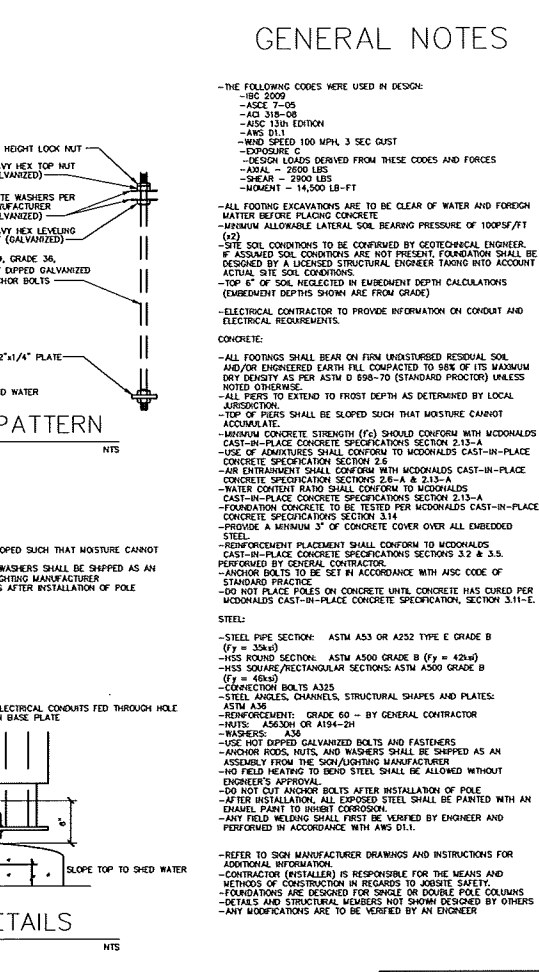 GENERAL NOTES
-THE FOLLOWING CODES WERE USED IN DESIGN:
-IBC 2009
-ASCE 7-05
-ACI 318-08
-AISC 13th EDITION
-AWS D1.1
-WIND SPEED 100 MPH, 3 SEC GUST
-EXPOSURE C
-DESIGN LOADS DERIVED FROM THESE CODES AND FORCES
-AXIAL - 2600 LBS
-SHEAR - 2900 LBS
-MOMENT - 14,500 LB-FT
-ALL FOOTING EXCAVATIONS ARE TO BE CLEAR OF WATER AND FOREIGN
MATTER BEFORE PLACING CONCRETE
-MINIMUM ALLOWABLE LATERAL SOIL BEARING PRESSURE OF 100PSF/FT
(x2)
-SITE SOIL CONDITIONS TO BE CONFIRMED BY GEOTECHNICAL ENGINEER.
IF ASSUMED SOIL CONDITIONS ARE NOT PRESENT, FOUNDATION SHALL BE
DESIGNED BY A LICENSED STRUCTURAL ENGINEER TAKING INTO ACCOUNT
ACTUAL SITE SOIL CONDITIONS.
-TOP 6" OF SOIL NEGLECTED IN EMBEDMENT DEPTH CALCULATIONS
(EMBEDMENT DEPTHS SHOWN ARE FROM GRADE)
-ELECTRICAL CONTRACTOR TO PROVIDE INFORMATION ON CONDUIT AND
ELECTRICAL REQUIREMENTS.
CONCRETE:
-ALL FOOTINGS SHALL BEAR ON FIRM UNDISTURBED RESIDUAL SOIL
AND/OR ENGINEERED EARTH FILL COMPACTED TO 98% OF ITS MAXIMUM
DRY DENSITY AS PER ASTM D 698-70 (STANDARD PROCTOR) UNLESS
NOTED OTHERWISE.
-ALL PIERS TO EXTEND TO FROST DEPTH AS DETERMINED BY LOCAL
JURISDICTION.
-TOP OF PIERS SHALL BE SLOPED SUCH THAT MOISTURE CANNOT
ACCUMULATE.
-MINIMUM CONCRETE STRENGTH (f'c) SHOULD CONFORM WITH MCDONALDS
CAST-IN-PLACE CONCRETE SPECIFICATIONS SECTION 2.13-A
-USE OF ADMIXTURES SHALL CONFORM TO MCDONALDS CAST-IN-PLACE
CONCRETE SPECIFICATION SECTION 2.6
-AIR ENTRAINMENT SHALL CONFORM WITH MCDONALDS CAST-IN-PLACE
CONCRETE SPECIFICATION SECTIONS 2.6-A & 2.13-A
-WATER CONTENT RATIO SHALL CONFORM TO MCDONALDS
CAST-IN-PLACE CONCRETE SPECIFICATIONS SECTION 2.13-A
-FOUNDATION CONCRETE TO BE TESTED PER MCDONALDS CAST-IN-PLACE
CONCRETE SPECIFICATIONS SECTION 3.14
-PROVIDE A MINIMUM 3" OF CONCRETE COVER OVER ALL EMBEDDED
STEEL.
-REINFORCEMENT PLACEMENT SHALL CONFORM TO MCDONALDS
CAST-IN-PLACE CONCRETE SPECIFICATIONS SECTIONS 3.2 & 3.5.
PERFORMED BY GENERAL CONTRACTOR.
-ANCHOR BOLTS TO BE SET IN ACCORDANCE WITH AISC CODE OF
STANDARD PRACTICE
-DO NOT PLACE POLES ON CONCRETE UNTIL CONCRETE HAS CURED PER
MCDONALDS CAST-IN-PLACE CONCRETE SPECIFICATION, SECTION 3.11-E.
STEEL:
-STEEL PIPE SECTION: ASTM A53 OR A252 TYPE E GRADE B
(Fy = 35ksi)
-HSS ROUND SECTION: ASTM A500 GRADE B (Fy = 42ksi)
-HSS SQUARE/RECTANGULAR SECTIONS: ASTM A500 GRADE B
(Fy = 46ksi)
-CONNECTION BOLTS A325
-STEEL ANGLES, CHANNELS, STRUCTURAL SHAPES AND PLATES:
ASTM A36
-REINFORCEMENT: GRADE 60 - BY GENERAL CONTRACTOR
-NUTS: A563DH OR A194-2H
-WASHERS: A36
-USE HOT DIPPED GALVANIZED BOLTS AND FASTENERS
-ANCHOR RODS, NUTS, AND WASHERS SHALL BE SHIPPED AS AN
ASSEMBLY FROM THE SIGN/LIGHTING MANUFACTURER
-NO FIELD HEATING TO BEND STEEL SHALL BE ALLOWED WITHOUT
ENGINEER'S APPROVAL.
-DO NOT CUT ANCHOR BOLTS AFTER INSTALLATION OF POLE
-AFTER INSTALLATION, ALL EXPOSED STEEL SHALL BE PAINTED WITH AN
ENAMEL PAINT TO INHIBIT CORROSION.
-ANY FIELD WELDING SHALL FIRST BE VERIFIED BY ENGINEER AND
PERFORMED IN ACCORDANCE WITH AWS D1.1.
-REFER TO SIGN MANUFACTURER DRAWINGS AND INSTRUCTIONS FOR
ADDITIONAL INFORMATION.
-CONTRACTOR (INSTALLER) IS RESPONSIBLE FOR THE MEANS AND
METHODS OF CONSTRUCTION IN REGARDS TO JOBSITE SAFETY.
-FOUNDATIONS ARE DESIGNED FOR SINGLE OR DOUBLE POLE COLUMNS
-DETAILS AND STRUCTURAL MEMBERS NOT SHOWN DESIGNED BY OTHERS
-ANY MODIFICATIONS ARE TO BE VERIFIED BY AN ENGINEER
HEIGHT LOCK NUT
VY HEX TOP NUT
VANIZED)
TE WASHERS PER
UFACTURER
LVANIZED)
VY HEX LEVELING
(GALVANIZED)
, GRADE 36,
DIPPED GALVANIZED
HOR BOLTS
2"x1/4" PLATE
D WATER
PATTERN
NTS
OPED SUCH THAT MOISTURE CANNOT
WASHERS SHALL BE SHIPPED AS AN
GHTING MANUFACTURER
S AFTER INSTALLATION OF POLE
LECTRICAL CONDUITS FED THROUGH HOLE
N BASE PLATE
6"
SLOPE TOP TO SHED WATER
ETAILS
NTS